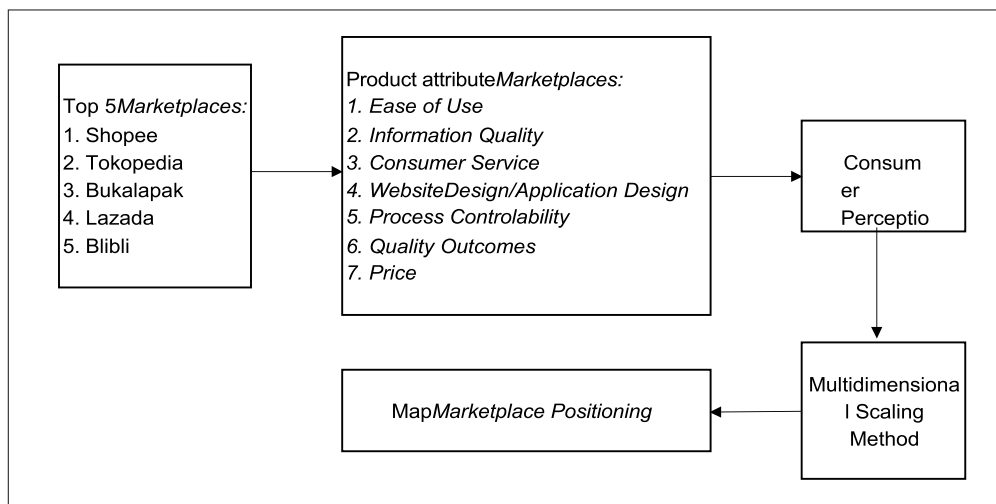 Top 5Marketplaces:
1. Shopee
2. Tokopedia
3. Bukalapak
4. Lazada
5. Blibli
Product attributeMarketplaces:
1. Ease of Use
2. Information Quality
3. Consumer Service
4. WebsiteDesign/Application Design
5. Process Controlability
6. Quality Outcomes
7. Price
Consum
er
Perceptio
Multidimensiona
l Scaling
Method
MapMarketplace Positioning